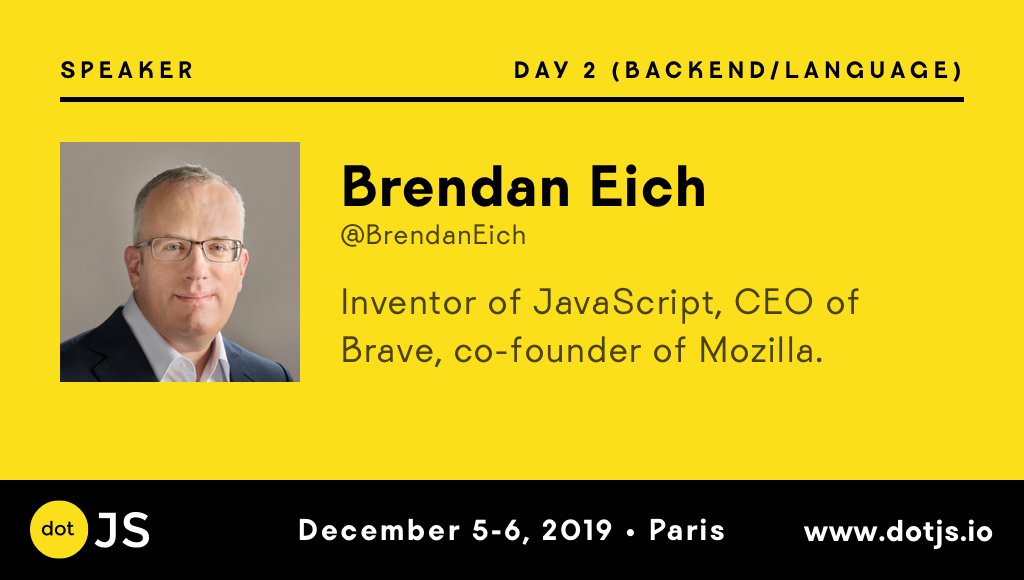 SPEAKER
DAY 2 (BACKEND/LANGUAGE)
Brendan Eich
@BrendanEich
Inventor of JavaScript, CEO of
Brave, co-founder of Mozilla.
dot JS
December 5-6, 2019 • Paris
www.dotjs.io